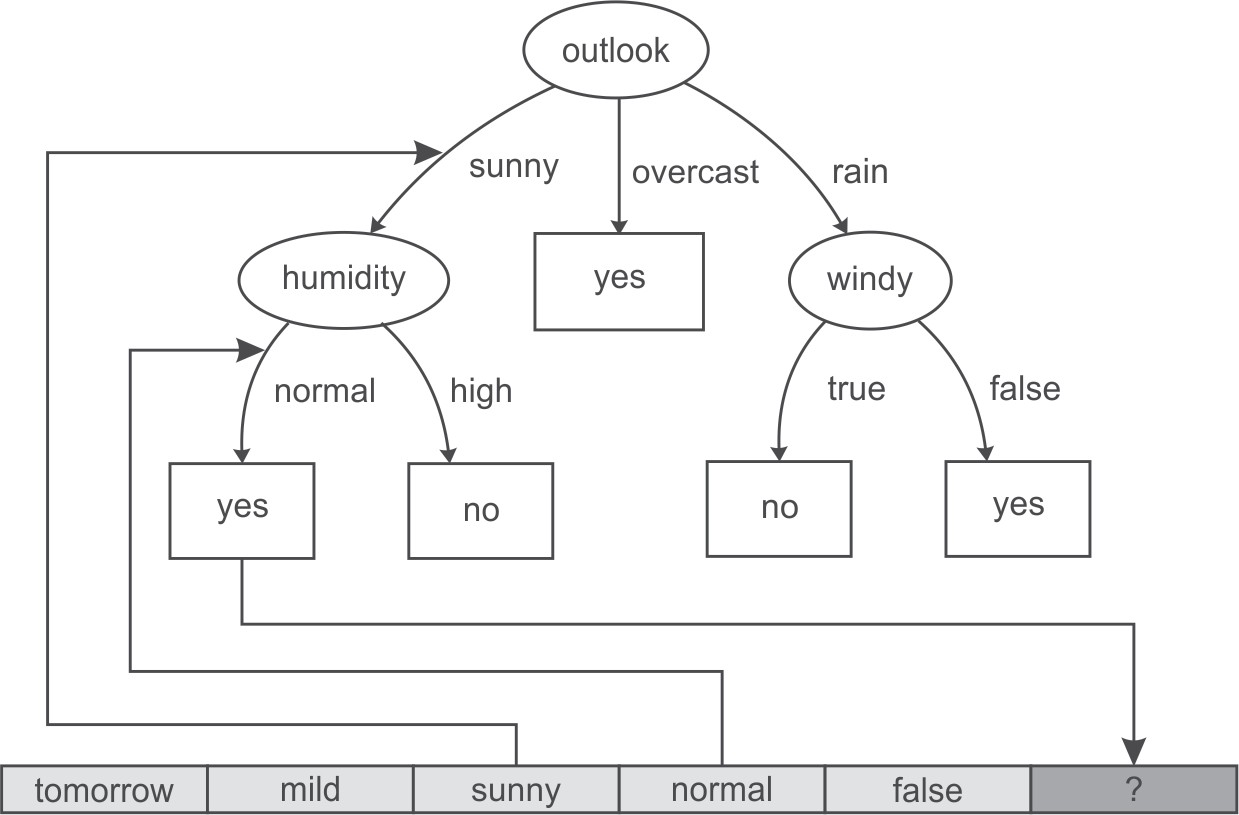 outlook
sunny
overcast
rain
humidity
yes
windy
normal
high
true
false
yes
no
no
yes
tomorrow mild sunny normal false ?